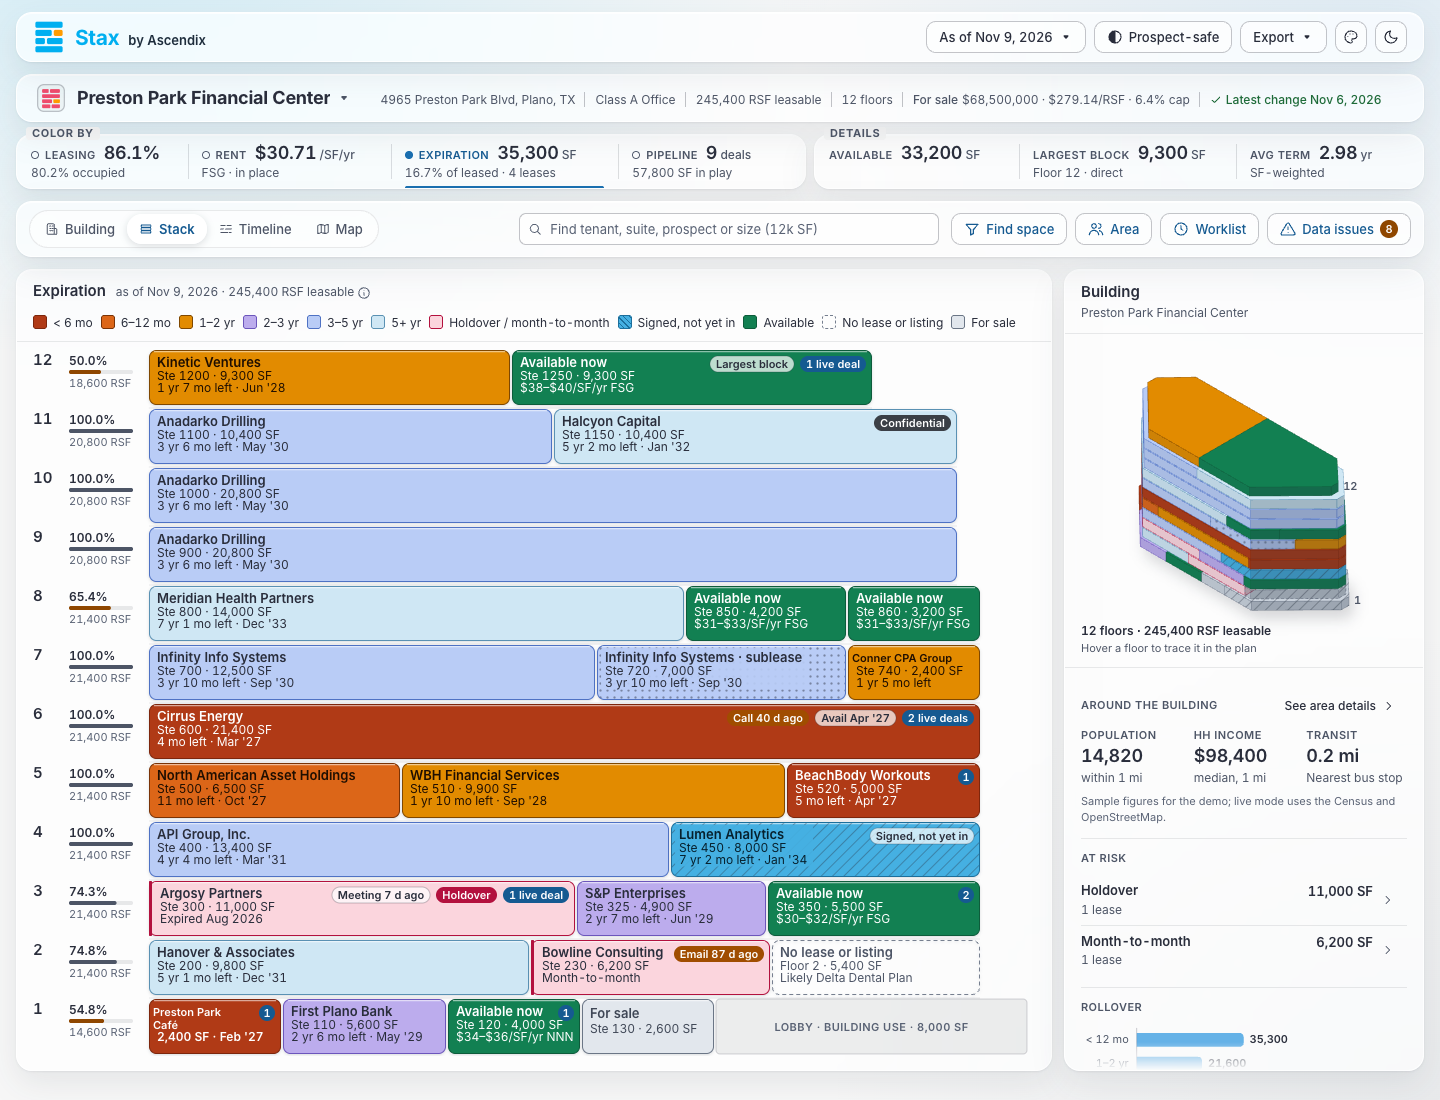 Stax by Ascendix
As of Nov 9, 2026
Prospect-safe
Export
Preston Park Financial Center
4965 Preston Park Blvd, Plano, TX
Class A Office
245,400 RSF leasable
12 floors
For sale $68,500,000 · $279.14/RSF · 6.4% cap
✓ Latest change Nov 6, 2026
COLOR BY
LEASING 86.1%
80.2% occupied
RENT $30.71 /SF/yr
FSG · in place
EXPIRATION 35,300 SF
16.7% of leased · 4 leases
PIPELINE 9 deals
57,800 SF in play
DETAILS
AVAILABLE 33,200 SF
LARGEST BLOCK 9,300 SF
Floor 12 · direct
AVG TERM 2.98 yr
SF-weighted
Building
Stack
Timeline
Map
Find tenant, suite, prospect or size (12k SF)
Find space
Area
Worklist
Data issues 8
Expiration as of Nov 9, 2026 · 245,400 RSF leasable
< 6 mo
6–12 mo
1–2 yr
2–3 yr
3–5 yr
5+ yr
Holdover / month-to-month
Signed, not yet in
Available
No lease or listing
For sale
12
50.0%
18,600 RSF
Kinetic Ventures
Ste 1200 · 9,300 SF
1 yr 7 mo left · Jun '28
Available now
Ste 1250 · 9,300 SF
$38–$40/SF/yr FSG
Largest block
1 live deal
11
100.0%
20,800 RSF
Anadarko Drilling
Ste 1100 · 10,400 SF
3 yr 6 mo left · May '30
Halcyon Capital
Ste 1150 · 10,400 SF
5 yr 2 mo left · Jan '32
Confidential
10
100.0%
20,800 RSF
Anadarko Drilling
Ste 1000 · 20,800 SF
3 yr 6 mo left · May '30
9
100.0%
20,800 RSF
Anadarko Drilling
Ste 900 · 20,800 SF
3 yr 6 mo left · May '30
8
65.4%
21,400 RSF
Meridian Health Partners
Ste 800 · 14,000 SF
7 yr 1 mo left · Dec '33
Available now
Ste 850 · 4,200 SF
$31–$33/SF/yr FSG
Available now
Ste 860 · 3,200 SF
$31–$33/SF/yr FSG
7
100.0%
21,400 RSF
Infinity Info Systems
Ste 700 · 12,500 SF
3 yr 10 mo left · Sep '30
Infinity Info Systems · sublease
Ste 720 · 7,000 SF
3 yr 10 mo left · Sep '30
Conner CPA Group
Ste 740 · 2,400 SF
1 yr 5 mo left
6
100.0%
21,400 RSF
Cirrus Energy
Ste 600 · 21,400 SF
4 mo left · Mar '27
Call 40 d ago
Avail Apr '27
2 live deals
5
100.0%
21,400 RSF
North American Asset Holdings
Ste 500 · 6,500 SF
11 mo left · Oct '27
WBH Financial Services
Ste 510 · 9,900 SF
1 yr 10 mo left · Sep '28
BeachBody Workouts
Ste 520 · 5,000 SF
5 mo left · Apr '27
1
4
100.0%
21,400 RSF
API Group, Inc.
Ste 400 · 13,400 SF
4 yr 4 mo left · Mar '31
Lumen Analytics
Ste 450 · 8,000 SF
7 yr 2 mo left · Jan '34
Signed, not yet in
3
74.3%
21,400 RSF
Argosy Partners
Ste 300 · 11,000 SF
Expired Aug 2026
Meeting 7 d ago
Holdover
1 live deal
S&P Enterprises
Ste 325 · 4,900 SF
2 yr 7 mo left · Jun '29
Available now
Ste 350 · 5,500 SF
$30–$32/SF/yr FSG
2
2
74.8%
21,400 RSF
Hanover & Associates
Ste 200 · 9,800 SF
5 yr 1 mo left · Dec '31
Bowline Consulting
Ste 230 · 6,200 SF
Month-to-month
Email 87 d ago
No lease or listing
Floor 2 · 5,400 SF
Likely Delta Dental Plan
1
54.8%
14,600 RSF
Preston Park
Café
2,400 SF · Feb '27
1
First Plano Bank
Ste 110 · 5,600 SF
2 yr 6 mo left · May '29
Available now
Ste 120 · 4,000 SF
$34–$36/SF/yr NNN
1
For sale
Ste 130 · 2,600 SF
LOBBY · BUILDING USE · 8,000 SF
Building
Preston Park Financial Center
12
1
12 floors · 245,400 RSF leasable
Hover a floor to trace it in the plan
AROUND THE BUILDING
See area details
POPULATION
14,820
within 1 mi
HH INCOME
$98,400
median, 1 mi
TRANSIT
0.2 mi
Nearest bus stop
Sample figures for the demo; live mode uses the Census and
OpenStreetMap.
AT RISK
Holdover
1 lease
11,000 SF
Month-to-month
1 lease
6,200 SF
ROLLOVER
< 12 mo 35,300
1–2 yr 21,600